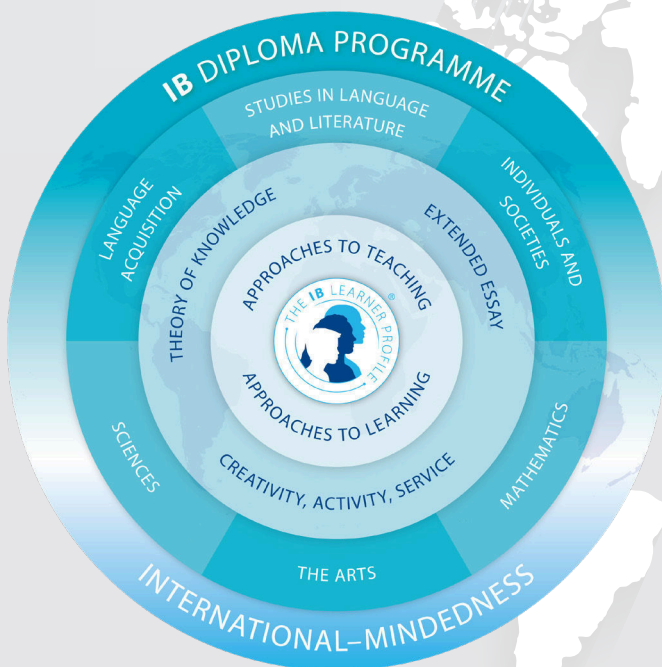 IB DIPLOMA PROGRAMME
STUDIES IN LANGUAGE
AND LITERATURE
LANGUAGE
ACQUISITION
INDIVIDUALS AND
SOCIETIES
THEORY OF KNOWLEDGE
EXTENDED ESSAY
APPROACHES TO TEACHING
THE IB LEARNER PROFILE®
APPROACHES TO LEARNING
CREATIVITY, ACTIVITY, SERVICE
SCIENCES
MATHEMATICS
THE ARTS
INTERNATIONAL–MINDEDNESS